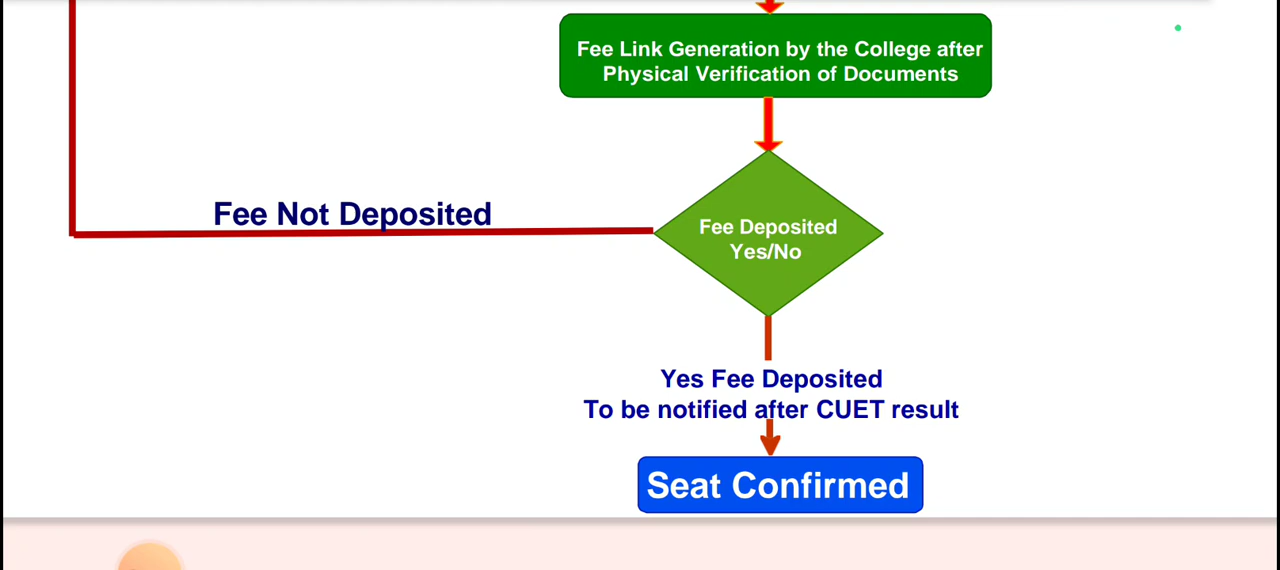 Fee Link Generation by the College after
Physical Verification of Documents
Fee Not Deposited
Fee Deposited
Yes/No
Yes Fee Deposited
To be notified after CUET result
Seat Confirmed